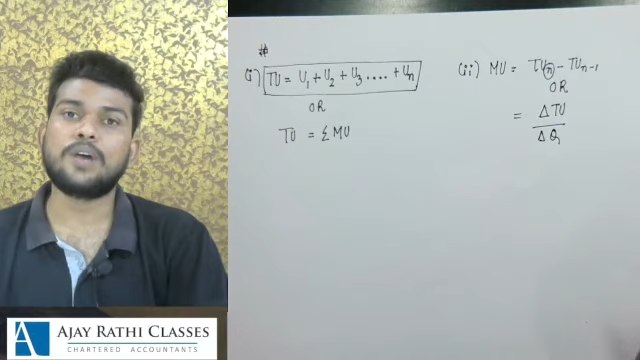 (i) TU = U₁ + U₂ + U₃ .... + Uₙ
OR
TU = Σ MU
(ii) MU = TUₙ - TUₙ₋₁
OR
= ΔTU
ΔQ
A AJAY RATHI CLASSES
CHARTERED ACCOUNTANTS